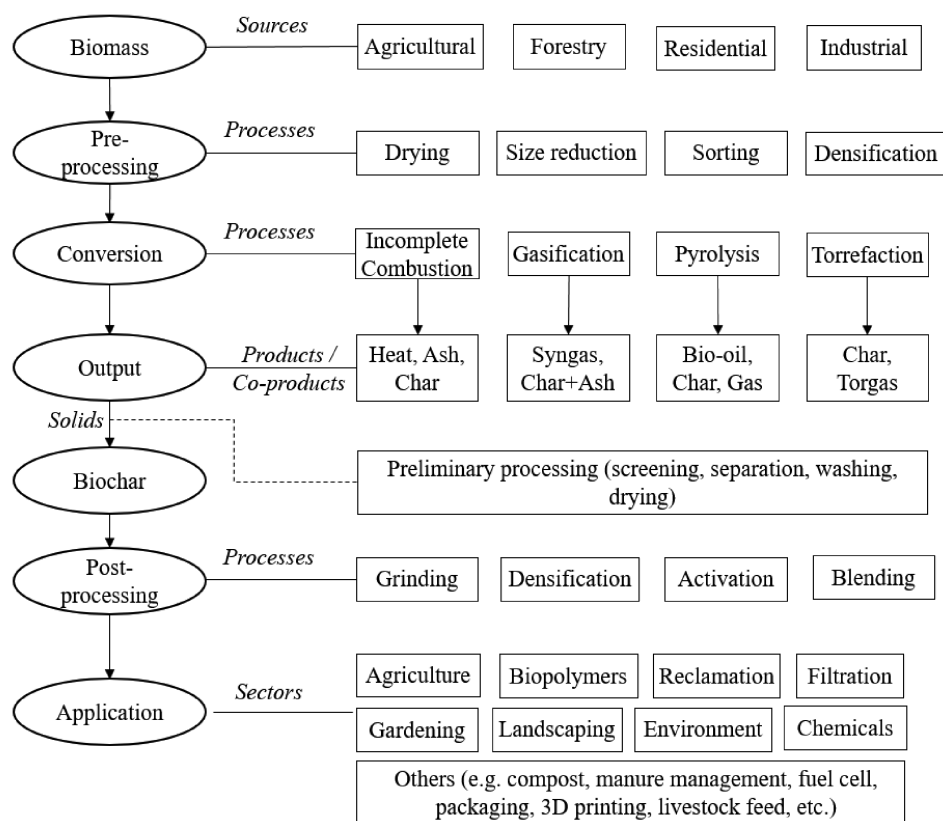 Biomass
Sources
Agricultural
Forestry
Residential
Industrial
Pre-
processing
Processes
Drying
Size reduction
Sorting
Densification
Conversion
Processes
Incomplete
Combustion
Gasification
Pyrolysis
Torrefaction
Output
Products /
Co-products
Heat, Ash,
Char
Syngas,
Char+Ash
Bio-oil,
Char, Gas
Char,
Torgas
Solids
Biochar
Preliminary processing (screening, separation, washing,
drying)
Post-
processing
Processes
Grinding
Densification
Activation
Blending
Application
Sectors
Agriculture
Biopolymers
Reclamation
Filtration
Gardening
Landscaping
Environment
Chemicals
Others (e.g. compost, manure management, fuel cell,
packaging, 3D printing, livestock feed, etc.)